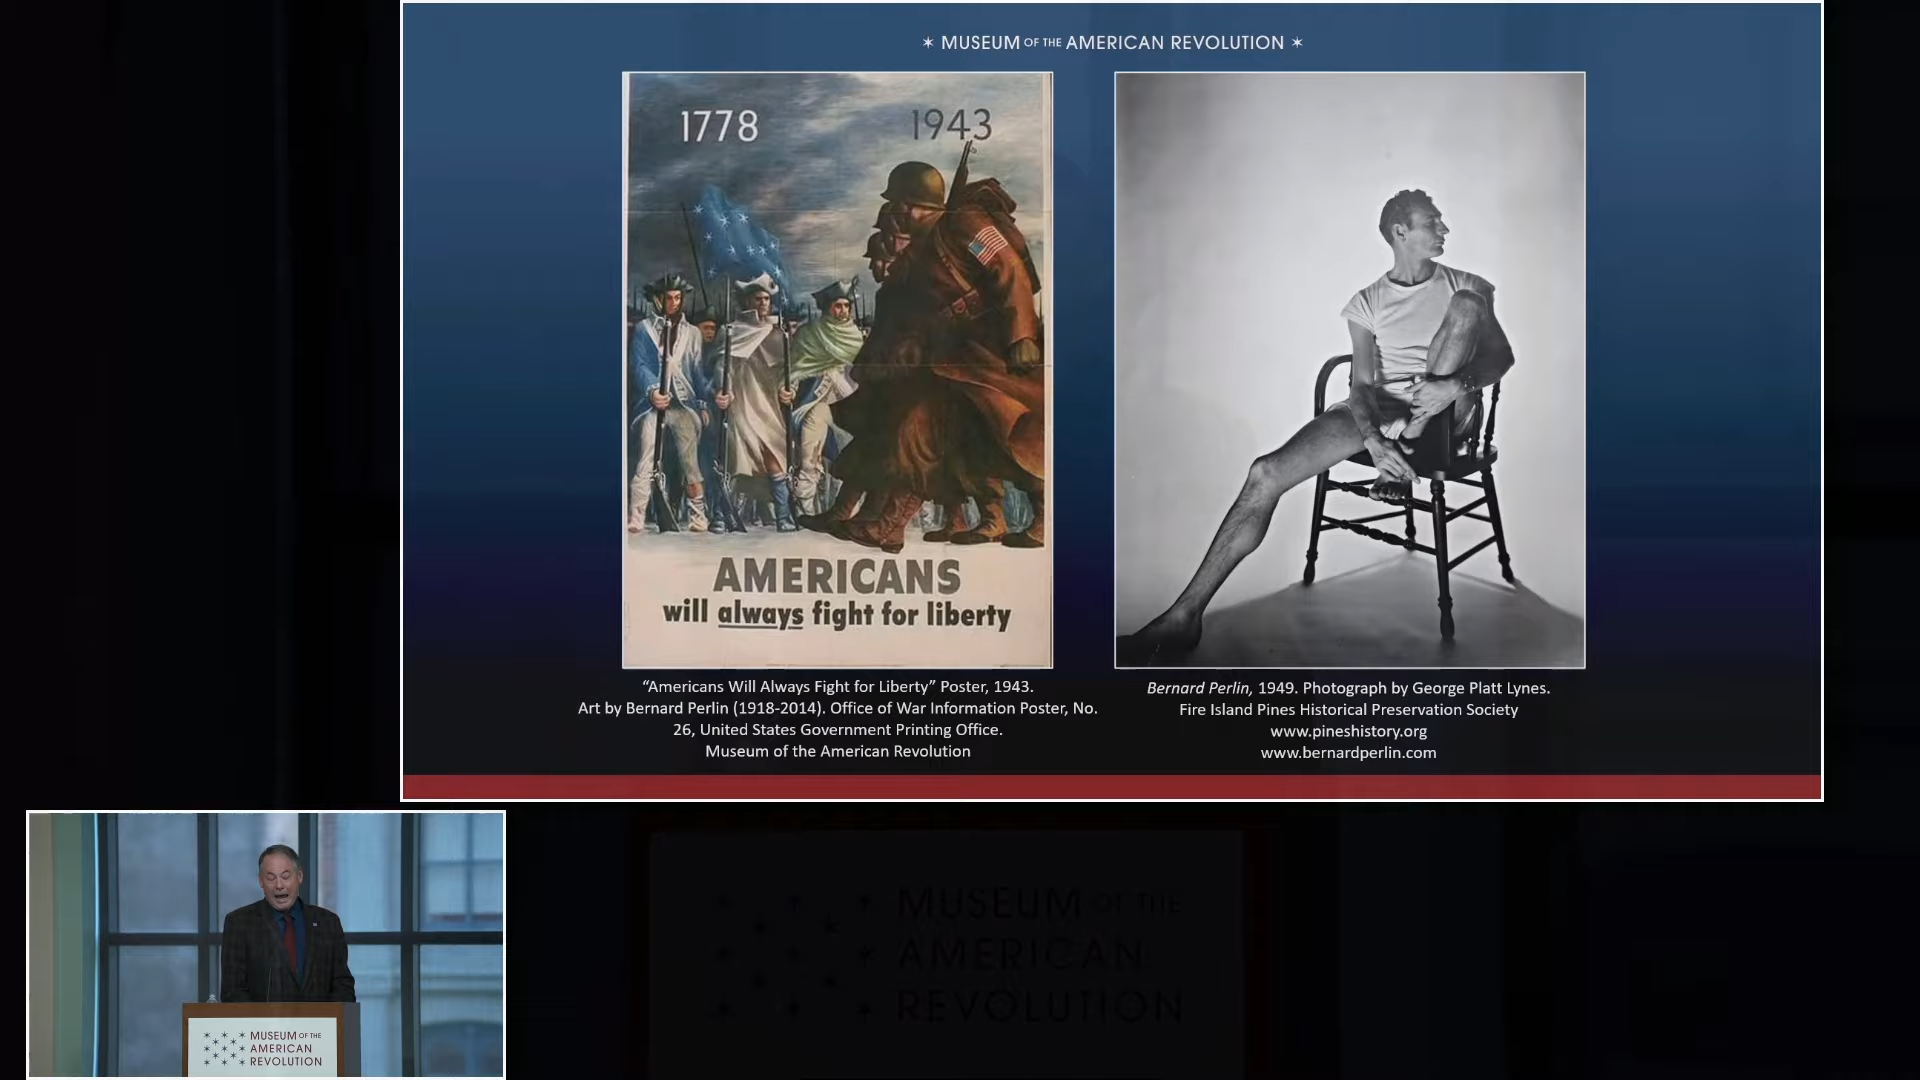 ✶ MUSEUM OF THE AMERICAN REVOLUTION ✶
1778 1943
AMERICANS
will always fight for liberty
“Americans Will Always Fight for Liberty” Poster, 1943.
Art by Bernard Perlin (1918-2014). Office of War Information Poster, No.
26, United States Government Printing Office.
Museum of the American Revolution
Bernard Perlin, 1949. Photograph by George Platt Lynes.
Fire Island Pines Historical Preservation Society
www.pineshistory.org
www.bernardperlin.com
MUSEUM OF THE
AMERICAN
REVOLUTION
MUSEUM OF THE
AMERICAN
REVOLUTION